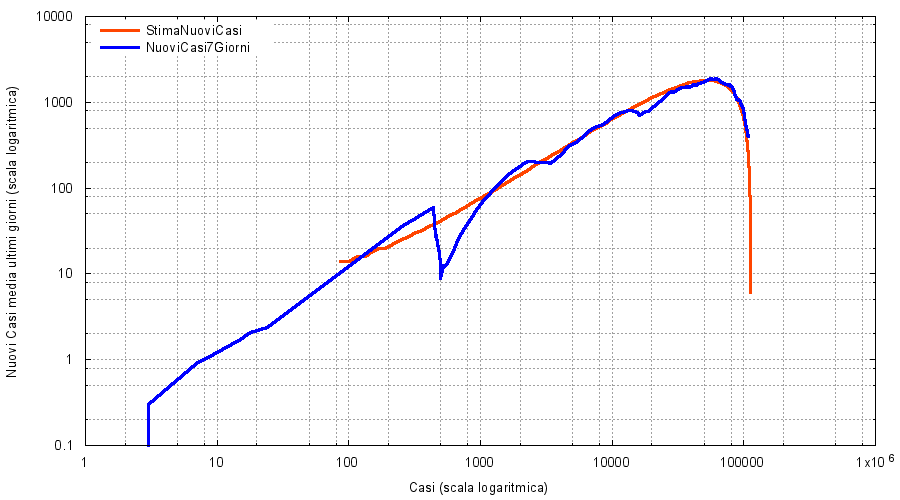 StimaNuoviCasi
NuoviCasi7Giorni
Nuovi Casi media ultimi giorni (scala logaritmica)
10000
1000
100
10
1
0.1
1 10 100 1000 10000 100000 1x10 6
Casi (scala logaritmica)